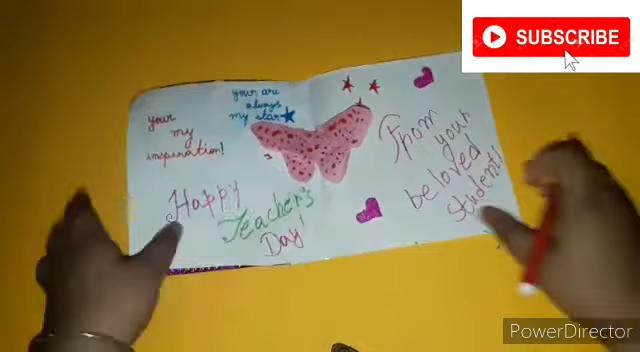 SUBSCRIBE
your are
always
my star
your
my
inspiration!
Happy
Teacher's
Day!
From
your
beloved
student!
PowerDirector